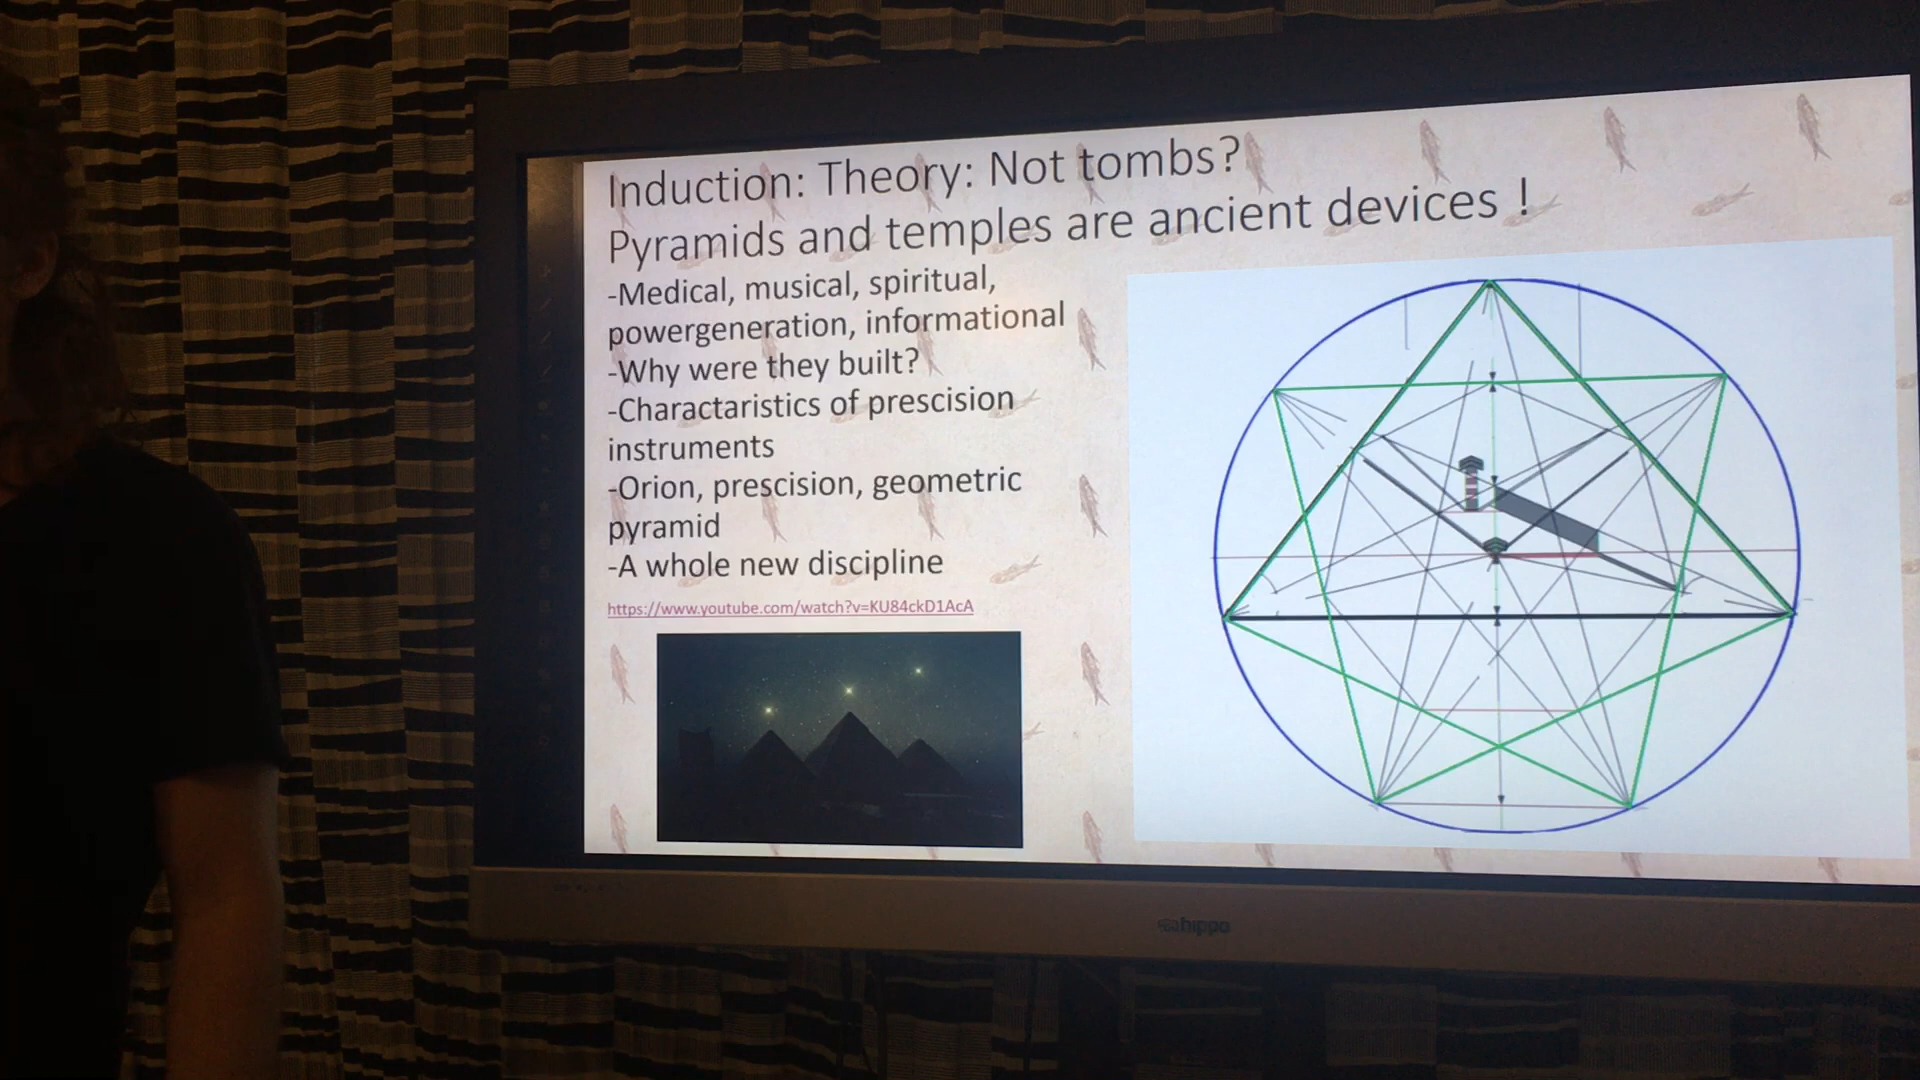 Induction: Theory: Not tombs?
Pyramids and temples are ancient devices !
-Medical, musical, spiritual,
powergeneration, informational
-Why were they built?
-Charactaristics of prescision
instruments
-Orion, prescision, geometric
pyramid
-A whole new discipline
https://www.youtube.com/watch?v=KU84ckD1AcA
hippo